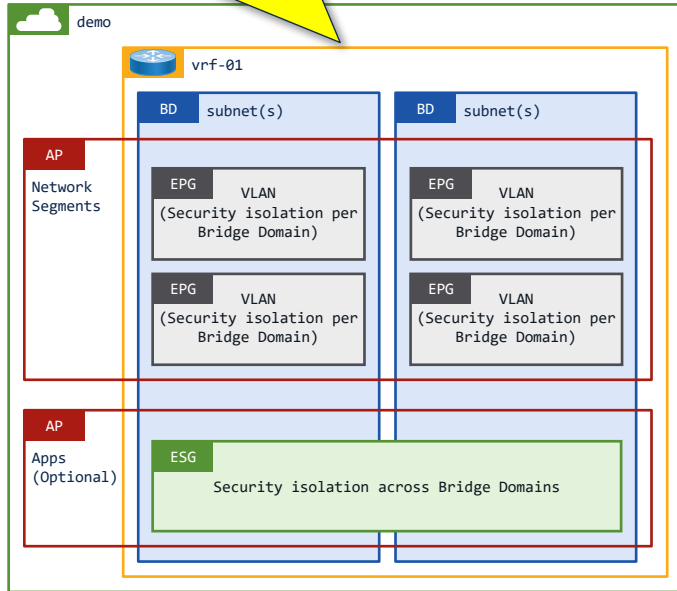 demo
vrf-01
BD subnet(s)
BD subnet(s)
AP
Network
Segments
EPG
VLAN
(Security isolation per
Bridge Domain)
EPG
VLAN
(Security isolation per
Bridge Domain)
EPG
VLAN
(Security isolation per
Bridge Domain)
EPG
VLAN
(Security isolation per
Bridge Domain)
AP
Apps
(Optional)
ESG
Security isolation across Bridge Domains